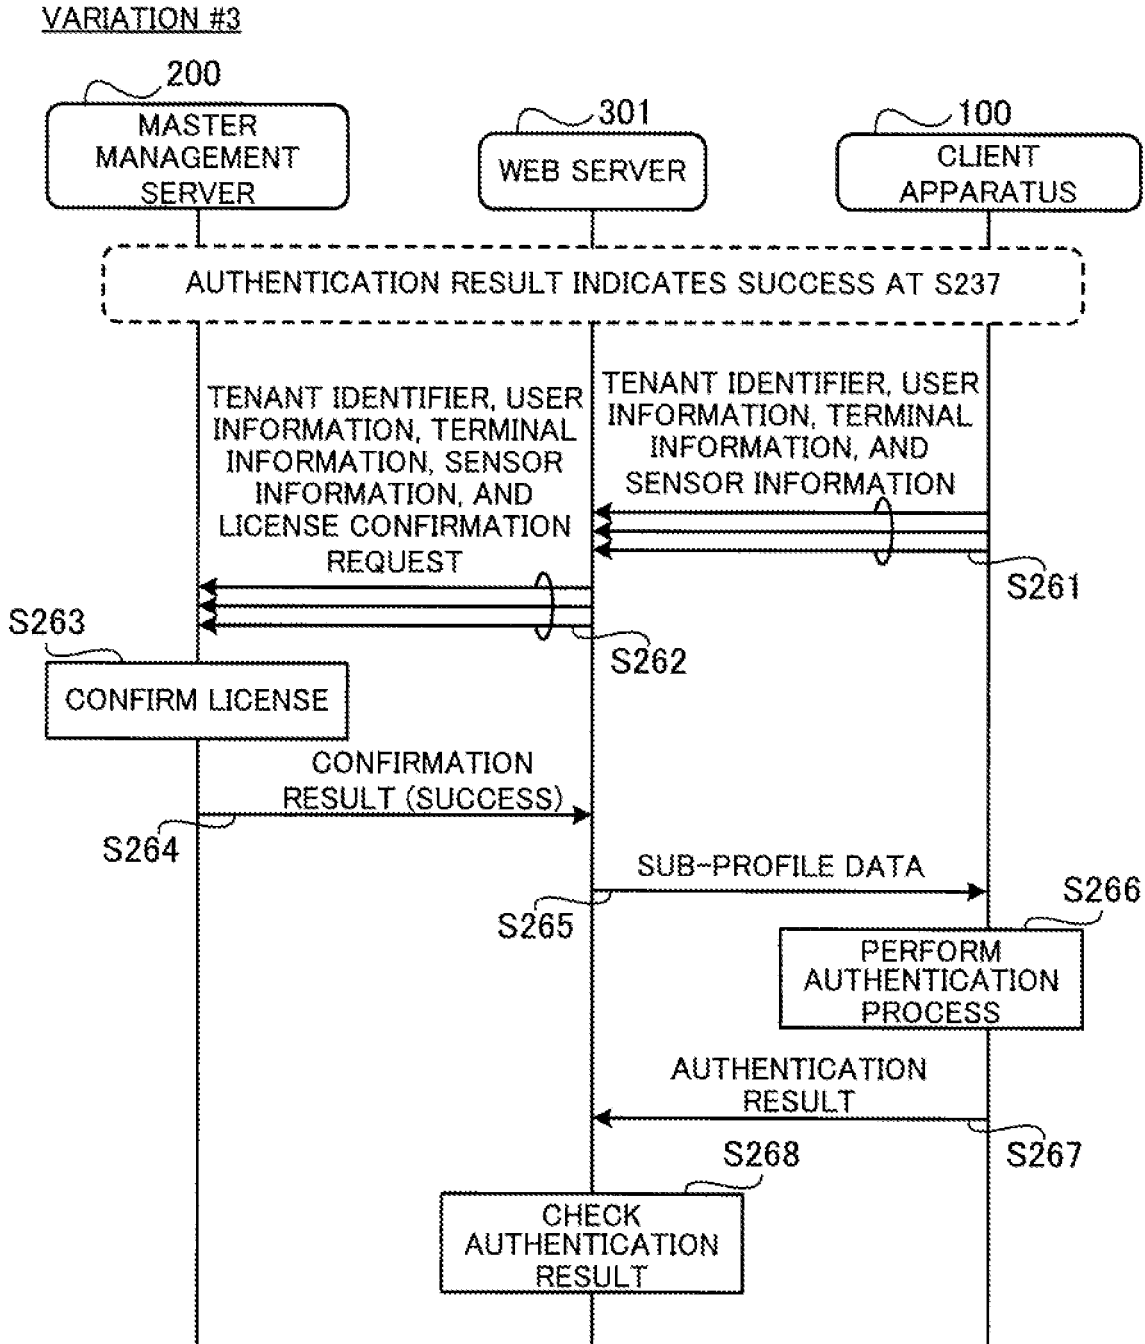 VARIATION #3
200
301
100
MASTER
MANAGEMENT
SERVER
WEB SERVER
CLIENT
APPARATUS
AUTHENTICATION RESULT INDICATES SUCCESS AT S237
TENANT IDENTIFIER, USER
INFORMATION, TERMINAL
INFORMATION, AND
SENSOR INFORMATION
S261
TENANT IDENTIFIER, USER
INFORMATION, TERMINAL
INFORMATION, SENSOR
INFORMATION, AND
LICENSE CONFIRMATION
REQUEST
S262
S263
CONFIRM LICENSE
CONFIRMATION
RESULT (SUCCESS)
S264
SUB-PROFILE DATA
S265
S266
PERFORM
AUTHENTICATION
PROCESS
AUTHENTICATION
RESULT
S267
S268
CHECK
AUTHENTICATION
RESULT